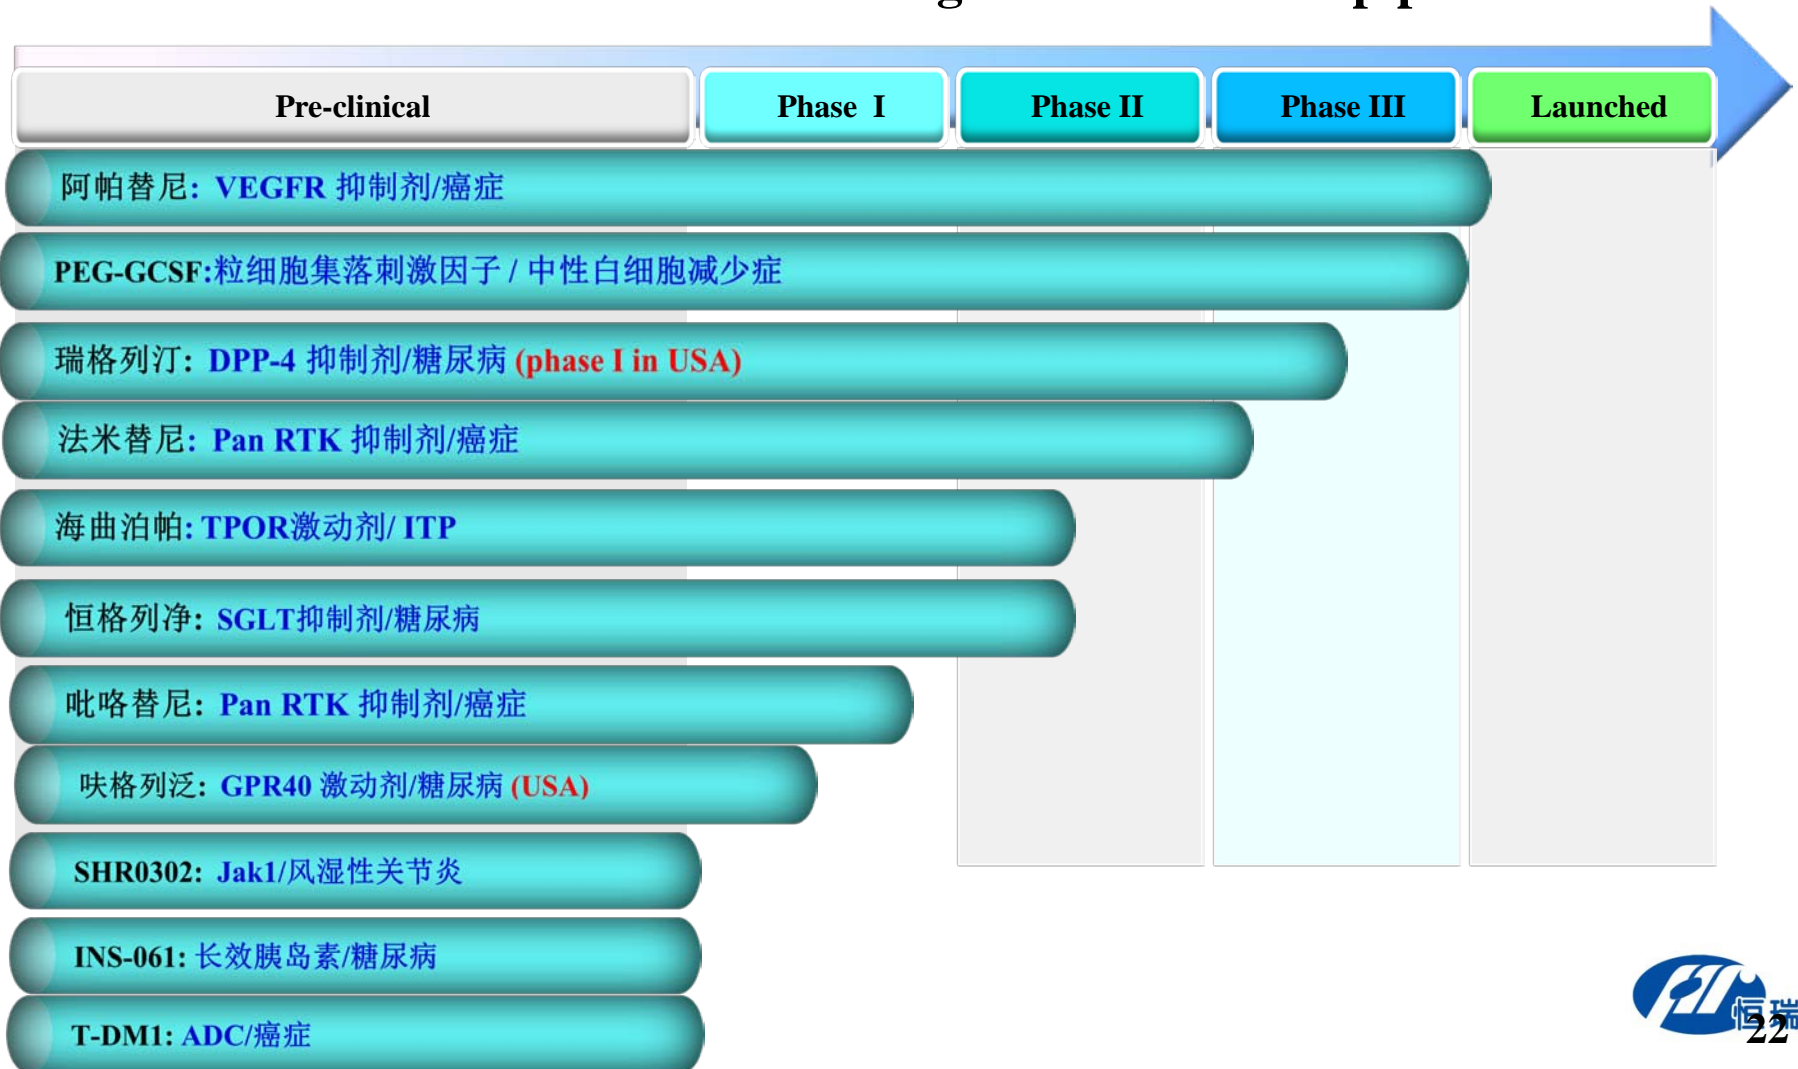 Pre-clinical
Phase I
Phase II
Phase III
Launched
阿帕替尼: VEGFR 抑制剂/癌症
PEG-GCSF:粒细胞集落刺激因子 / 中性白细胞减少症
瑞格列汀: DPP-4 抑制剂/糖尿病 (phase I in USA)
法米替尼: Pan RTK 抑制剂/癌症
海曲泊帕: TPOR激动剂/ ITP
恒格列净: SGLT抑制剂/糖尿病
吡咯替尼: Pan RTK 抑制剂/癌症
呋格列泛: GPR40 激动剂/糖尿病 (USA)
SHR0302: Jak1/风湿性关节炎
INS-061: 长效胰岛素/糖尿病
T-DM1: ADC/癌症
恒瑞
22